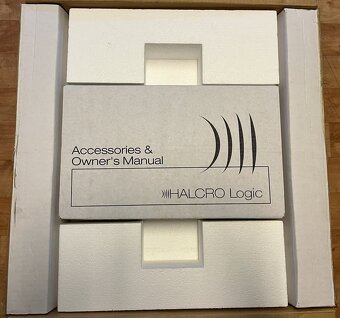 Accessories &
Owner's Manual
HALCRO Logic